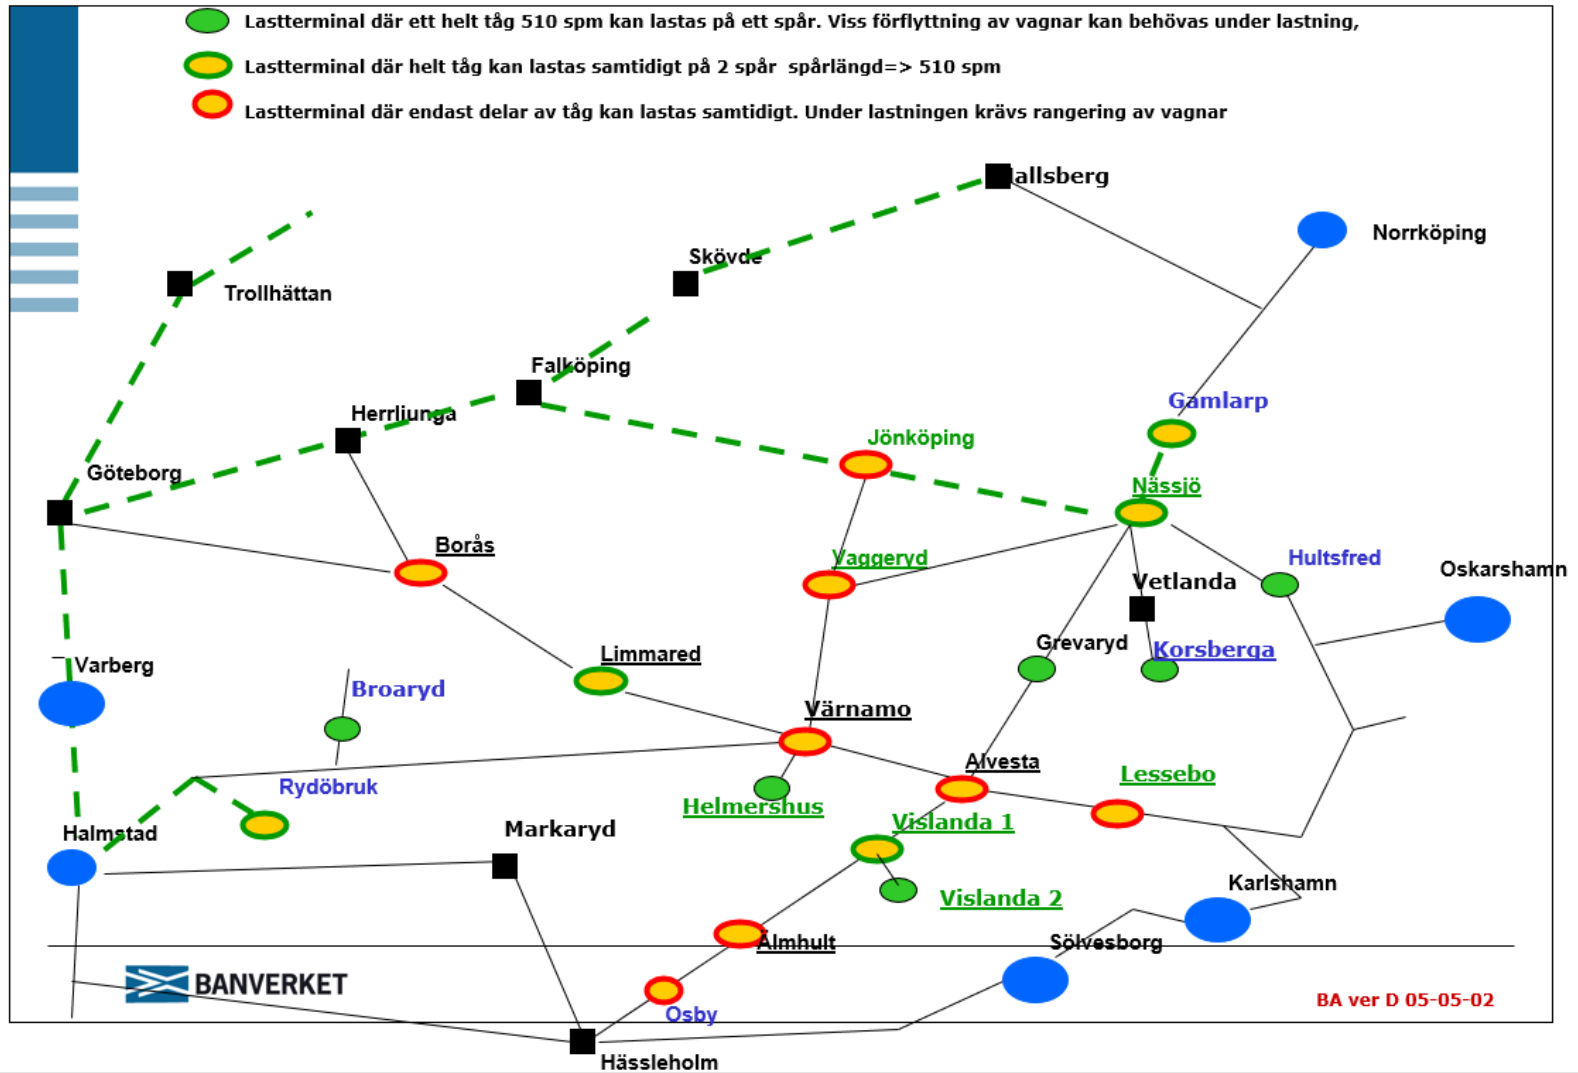 Lastterminal där ett helt tåg 510 spm kan lastas på ett spår. Viss förflyttning av vagnar kan behövas under lastning,
Lastterminal där helt tåg kan lastas samtidigt på 2 spår spårlängd=> 510 spm
Lastterminal där endast delar av tåg kan lastas samtidigt. Under lastningen krävs rangering av vagnar
Hallsberg
Norrköping
Skövde
Trollhättan
Falköping
Gamlarp
Herrljunga
Jönköping
Göteborg
Nässjö
Borås
Vaggeryd
Hultsfred
Oskarshamn
Vetlanda
Grevaryd
Korsberga
Limmared
Varberg
Broaryd
Värnamo
Alvesta
Lessebo
Rydöbruk
Helmershus
Vislanda 1
Halmstad
Markaryd
Karlshamn
Vislanda 2
Älmhult
Sölvesborg
BANVERKET
BA ver D 05-05-02
Osby
Hässleholm